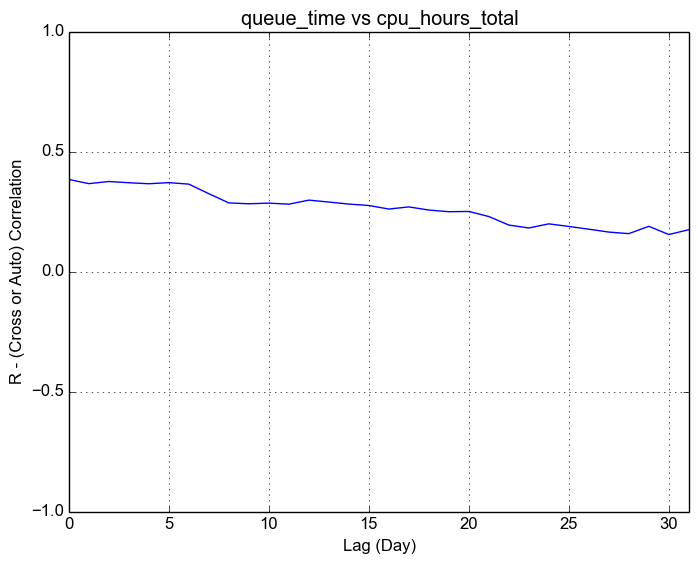 queue_time vs cpu_hours_total
1.0
0.5
0.0
−0.5
−1.0
R - (Cross or Auto) Correlation
0 5 10 15 20 25 30
Lag (Day)